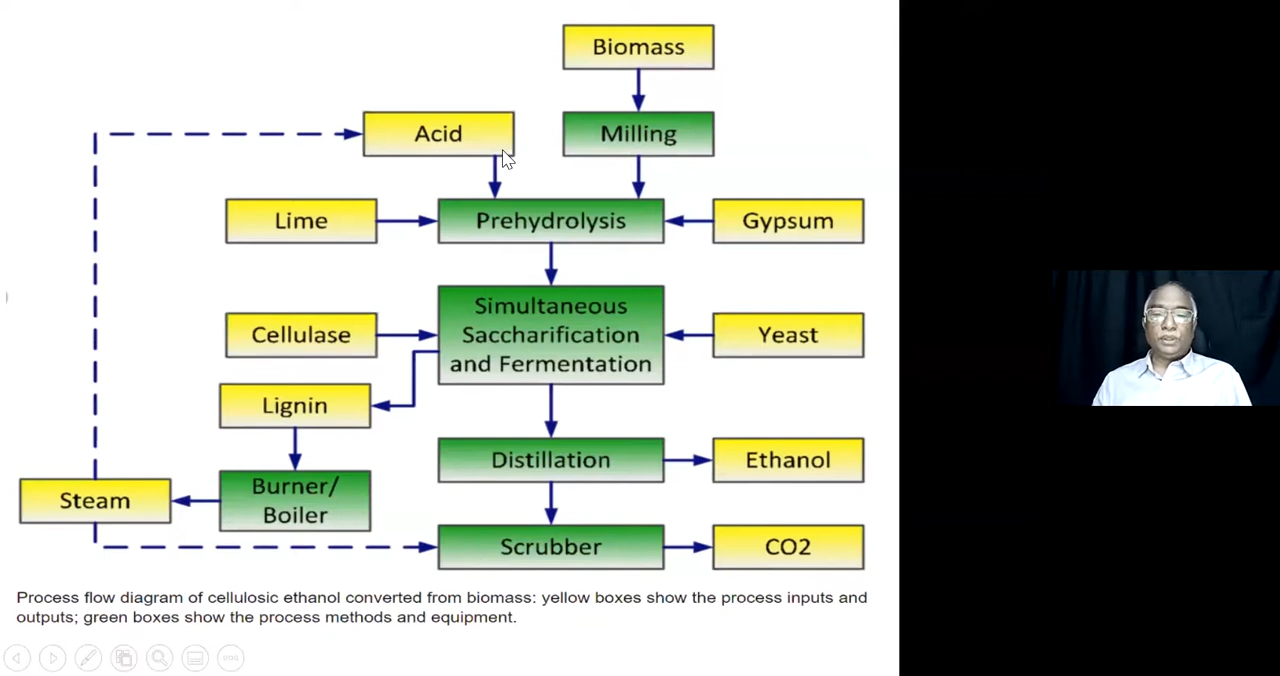 Biomass
Acid
Milling
Lime
Prehydrolysis
Gypsum
Simultaneous
Saccharification
and Fermentation
Cellulase
Yeast
Lignin
Distillation
Ethanol
Steam
Burner/
Boiler
Scrubber
CO2
Process flow diagram of cellulosic ethanol converted from biomass: yellow boxes show the process inputs and
outputs; green boxes show the process methods and equipment.